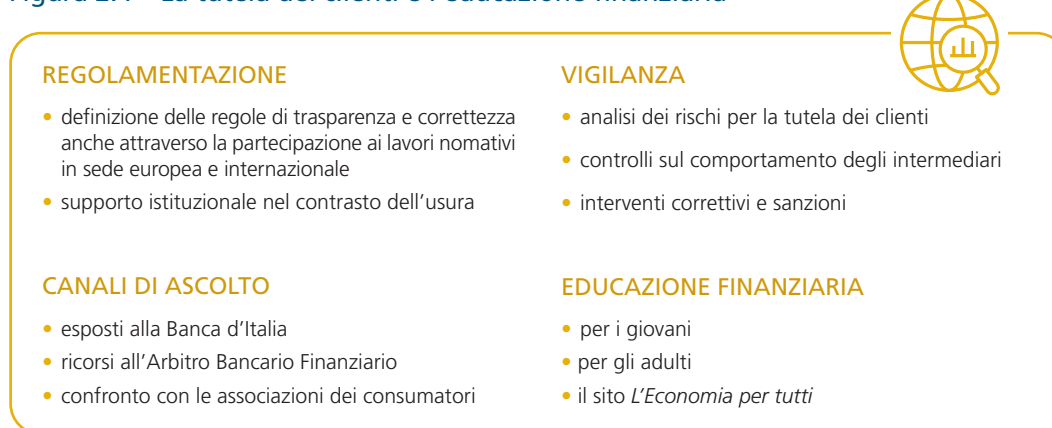 REGOLAMENTAZIONE
• definizione delle regole di trasparenza e correttezza
anche attraverso la partecipazione ai lavori nomativi
in sede europea e internazionale
• supporto istituzionale nel contrasto dell'usura
VIGILANZA
• analisi dei rischi per la tutela dei clienti
• controlli sul comportamento degli intermediari
• interventi correttivi e sanzioni
CANALI DI ASCOLTO
• esposti alla Banca d'Italia
• ricorsi all'Arbitro Bancario Finanziario
• confronto con le associazioni dei consumatori
EDUCAZIONE FINANZIARIA
• per i giovani
• per gli adulti
• il sito L'Economia per tutti